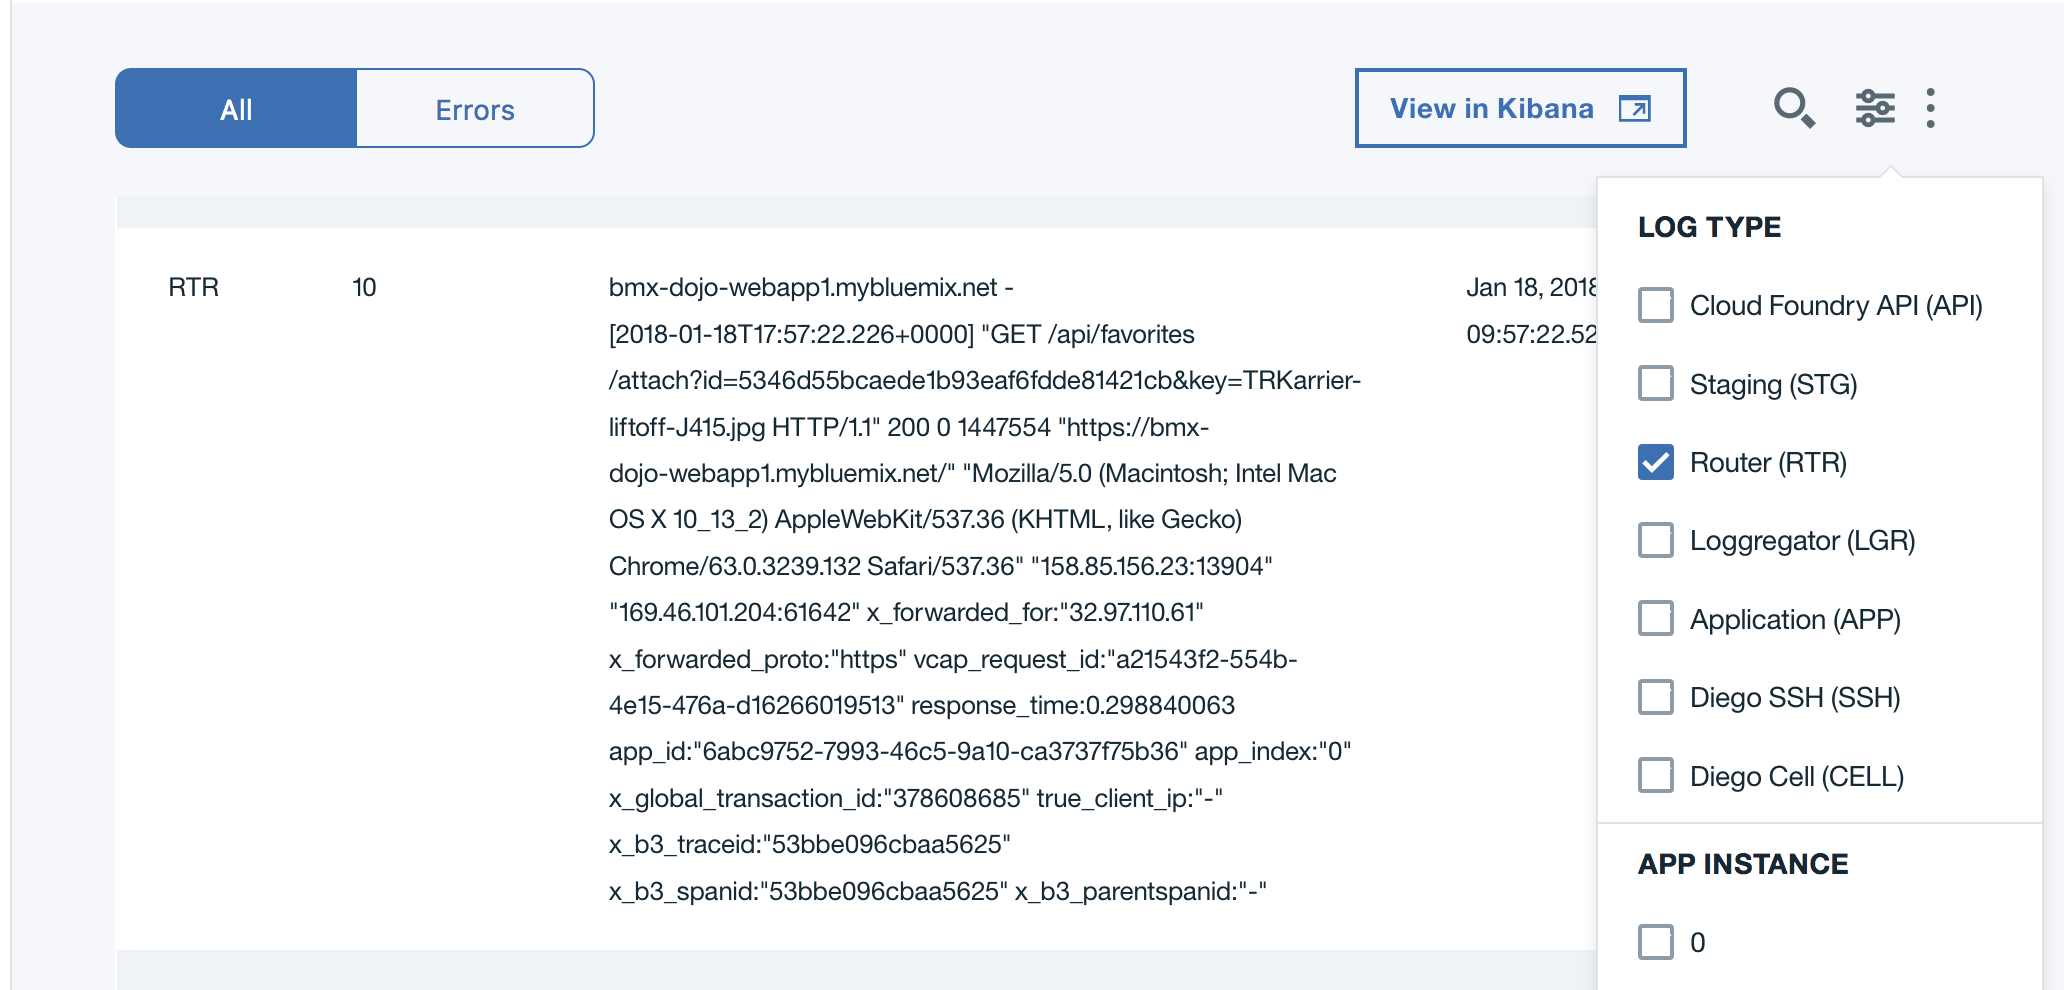 All
Errors
View in Kibana
RTR
10
bmx-dojo-webapp1.mybluemix.net -
[2018-01-18T17:57:22.226+0000] "GET /api/favorites
/attach?id=5346d55bcaede1b93eaf6fdde81421cb&key=TRKarrier-
liftoff-J415.jpg HTTP/1.1" 200 0 1447554 "https://bmx-
dojo-webapp1.mybluemix.net/" "Mozilla/5.0 (Macintosh; Intel Mac
OS X 10_13_2) AppleWebKit/537.36 (KHTML, like Gecko)
Chrome/63.0.3239.132 Safari/537.36" "158.85.156.23:13904"
"169.46.101.204:61642" x_forwarded_for:"32.97.110.61"
x_forwarded_proto:"https" vcap_request_id:"a21543f2-554b-
4e15-476a-d16266019513" response_time:0.298840063
app_id:"6abc9752-7993-46c5-9a10-ca3737f75b36" app_index:"0"
x_global_transaction_id:"378608685" true_client_ip:"-"
x_b3_traceid:"53bbe096cbaa5625"
x_b3_spanid:"53bbe096cbaa5625" x_b3_parentspanid:"-"
Jan 18, 2018
09:57:22.52
LOG TYPE
Cloud Foundry API (API)
Staging (STG)
Router (RTR)
Loggregator (LGR)
Application (APP)
Diego SSH (SSH)
Diego Cell (CELL)
APP INSTANCE
0